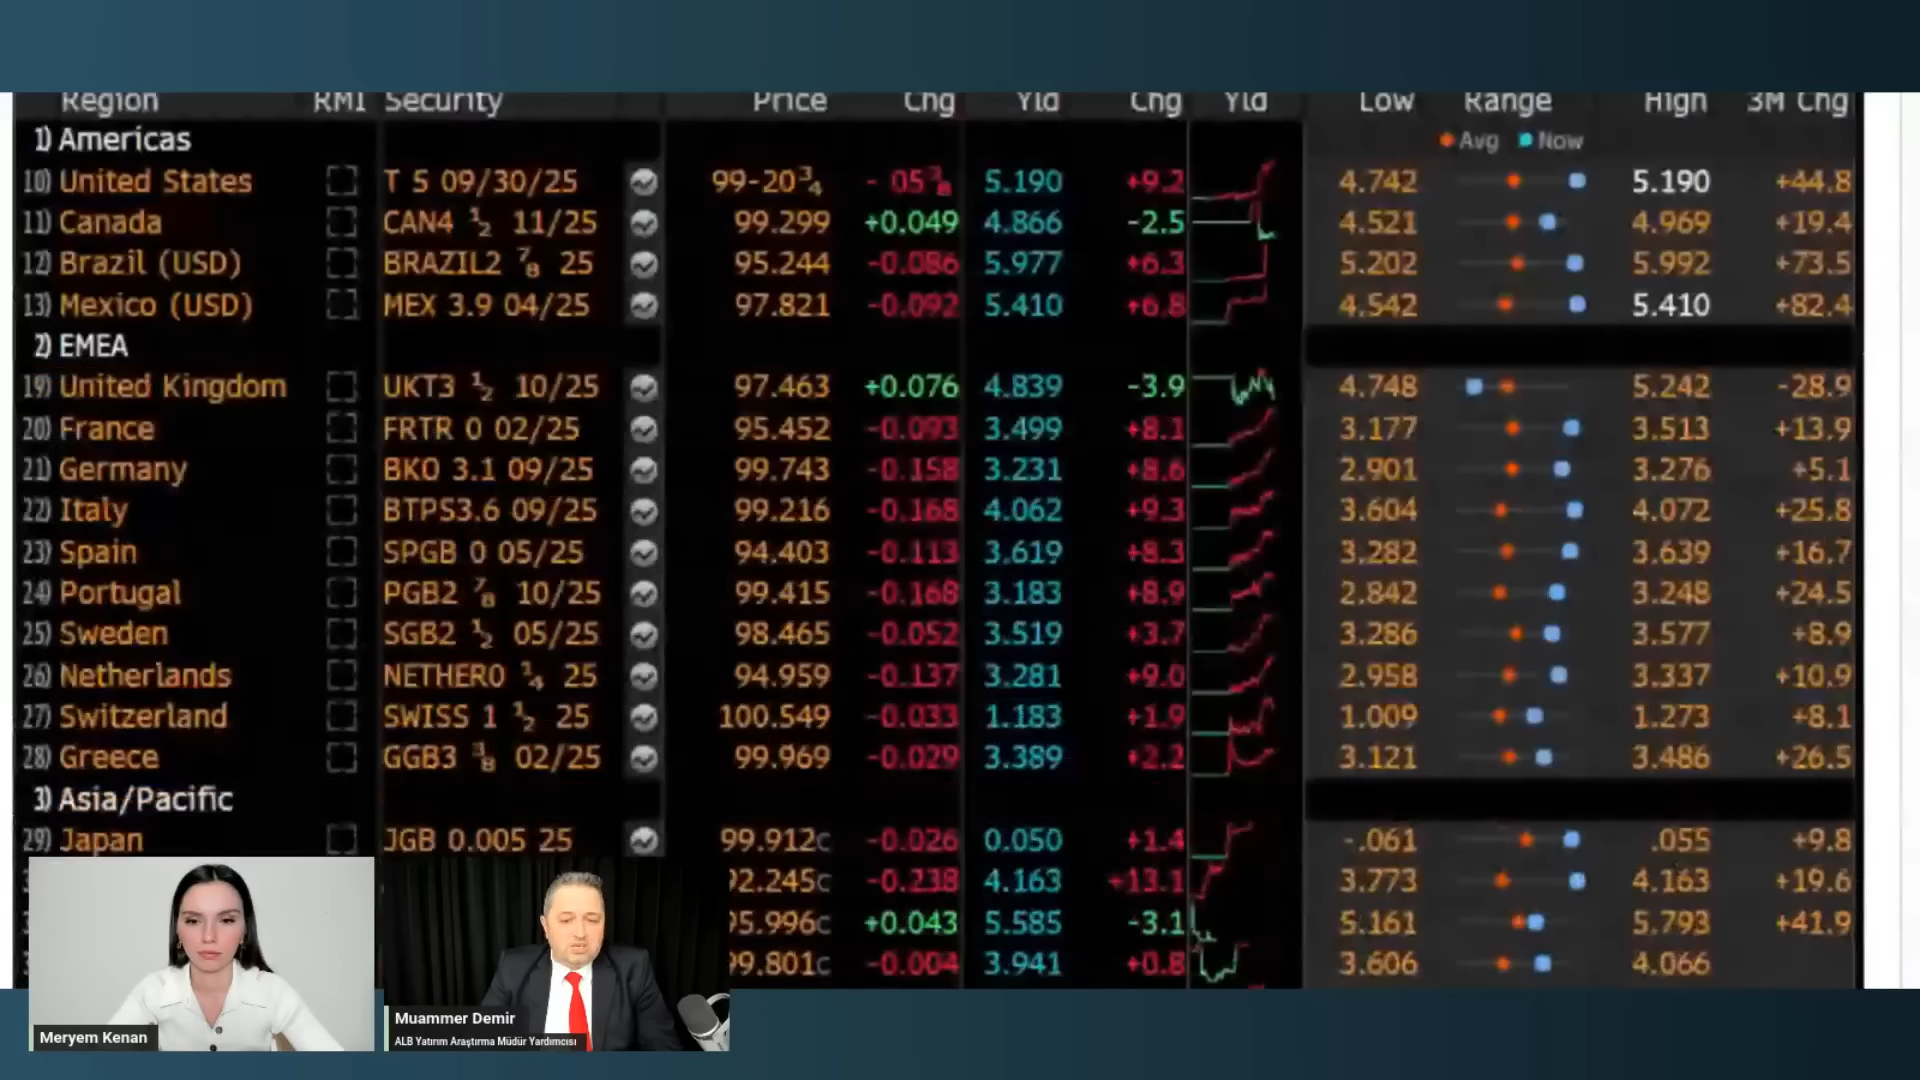 Region RMI Security Price Chg Yld Chg Yld Low Range High 3M Chg
1) Americas Avg Now
10) United States T 5 09/30/25 99-20 ¾ - 05 ⅞ 5.190 +9.2 4.742 5.190 +44.8
11) Canada CAN4 ½ 11/25 99.299 +0.049 4.866 -2.5 4.521 4.969 +19.4
12) Brazil (USD) BRAZIL2 ⅞ 25 95.244 -0.086 5.977 +6.3 5.202 5.992 +73.5
13) Mexico (USD) MEX 3.9 04/25 97.821 -0.092 5.410 +6.8 4.542 5.410 +82.4
2) EMEA
19) United Kingdom UKT3 ½ 10/25 97.463 +0.076 4.839 -3.9 4.748 5.242 -28.9
20) France FRTR 0 02/25 95.452 -0.093 3.499 +8.1 3.177 3.513 +13.9
21) Germany BKO 3.1 09/25 99.743 -0.158 3.231 +8.6 2.901 3.276 +5.1
22) Italy BTPS3.6 09/25 99.216 -0.168 4.062 +9.3 3.604 4.072 +25.8
23) Spain SPGB 0 05/25 94.403 -0.113 3.619 +8.3 3.282 3.639 +16.7
24) Portugal PGB2 ⅞ 10/25 99.415 -0.168 3.183 +8.9 2.842 3.248 +24.5
25) Sweden SGB2 ½ 05/25 98.465 -0.052 3.519 +3.7 3.286 3.577 +8.9
26) Netherlands NETHER0 ¼ 25 94.959 -0.137 3.281 +9.0 2.958 3.337 +10.9
27) Switzerland SWISS 1 ½ 25 100.549 -0.033 1.183 +1.9 1.009 1.273 +8.1
28) Greece GGB3 ⅜ 02/25 99.969 -0.029 3.389 +2.2 3.121 3.486 +26.5
3) Asia/Pacific
29) Japan JGB 0.005 25 99.912c -0.026 0.050 +1.4 -.061 .055 +9.8
92.245c -0.238 4.163 +13.1 3.773 4.163 +19.6
95.996c +0.043 5.585 -3.1 5.161 5.793 +41.9
99.801c -0.004 3.941 +0.8 3.606 4.066
Meryem Kenan
Muammer Demir
ALB Yatırım Araştırma Müdür Yardımcısı